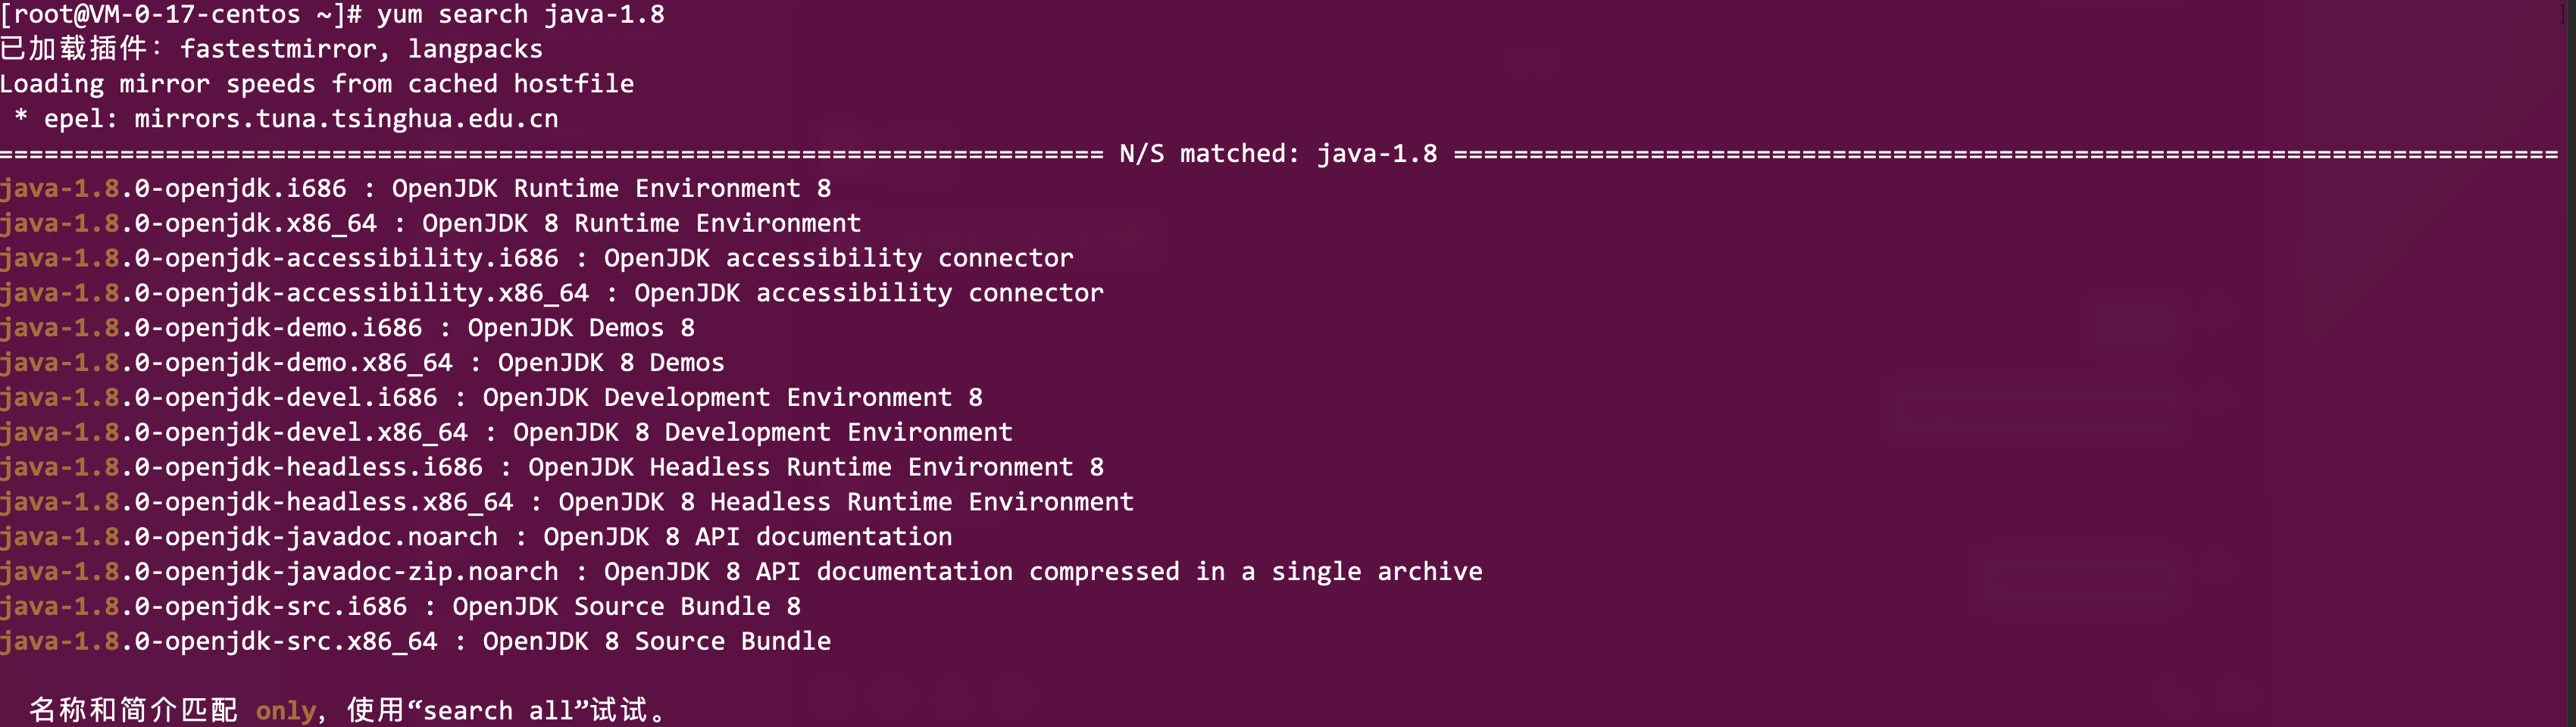 [root@VM-0-17-centos ~]# yum search java-1.8
已加载插件：fastestmirror, langpacks
Loading mirror speeds from cached hostfile
 * epel: mirrors.tuna.tsinghua.edu.cn
========================================================================= N/S matched: java-1.8 =========================================================================
java-1.8.0-openjdk.i686 : OpenJDK Runtime Environment 8
java-1.8.0-openjdk.x86_64 : OpenJDK 8 Runtime Environment
java-1.8.0-openjdk-accessibility.i686 : OpenJDK accessibility connector
java-1.8.0-openjdk-accessibility.x86_64 : OpenJDK accessibility connector
java-1.8.0-openjdk-demo.i686 : OpenJDK Demos 8
java-1.8.0-openjdk-demo.x86_64 : OpenJDK 8 Demos
java-1.8.0-openjdk-devel.i686 : OpenJDK Development Environment 8
java-1.8.0-openjdk-devel.x86_64 : OpenJDK 8 Development Environment
java-1.8.0-openjdk-headless.i686 : OpenJDK Headless Runtime Environment 8
java-1.8.0-openjdk-headless.x86_64 : OpenJDK 8 Headless Runtime Environment
java-1.8.0-openjdk-javadoc.noarch : OpenJDK 8 API documentation
java-1.8.0-openjdk-javadoc-zip.noarch : OpenJDK 8 API documentation compressed in a single archive
java-1.8.0-openjdk-src.i686 : OpenJDK Source Bundle 8
java-1.8.0-openjdk-src.x86_64 : OpenJDK 8 Source Bundle
  名称和简介匹配 only，使用“search all”试试。